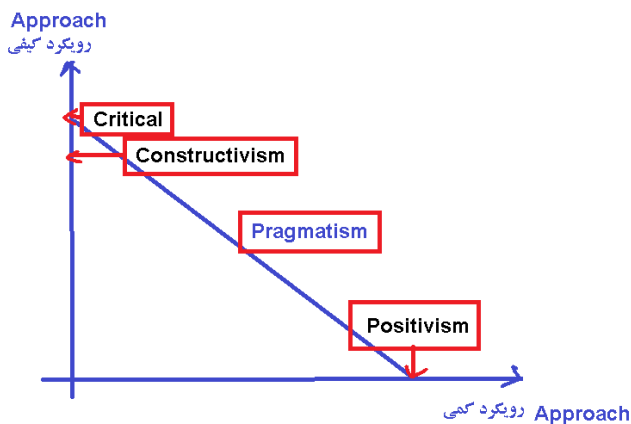 Approach
رویکرد کیفی
Critical
Constructivism
Pragmatism
Positivism
رویکرد کمی Approach